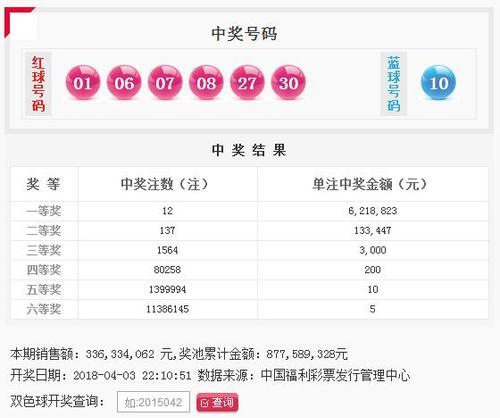 中奖号码
红球号码 01 06 07 08 27 30 蓝球号码 10
中奖结果
奖等 中奖注数（注） 单注中奖金额（元）
一等奖 12 6,218,823
二等奖 137 133,447
三等奖 1564 3,000
四等奖 80258 200
五等奖 1399994 10
六等奖 11386145 5
本期销售额：336,334,062 元,奖池累计金额：877,589,328元
开奖日期：2018-04-03 22:10:51 数据来源：中国福利彩票发行管理中心
双色球开奖查询： 如:2015042 查询